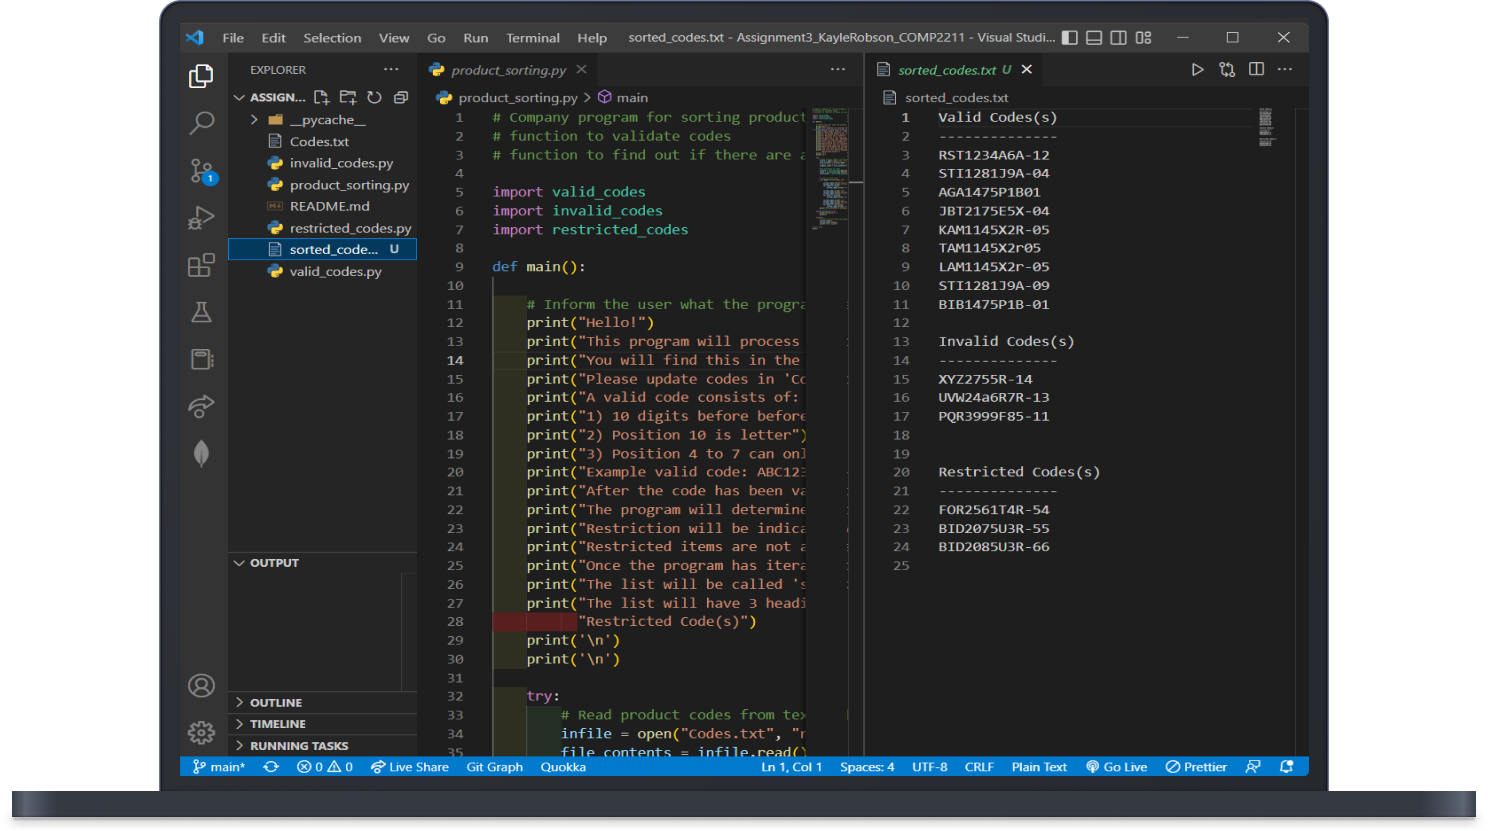 File Edit Selection View Go Run Terminal Help sorted_codes.txt - Assignment3_KayleRobson_COMP2211 - Visual Studi...
EXPLORER ...
ASSIGN...
__pycache__
Codes.txt
invalid_codes.py
product_sorting.py
README.md
restricted_codes.py
sorted_code... U
valid_codes.py
OUTPUT
OUTLINE
TIMELINE
RUNNING TASKS
1
product_sorting.py
product_sorting.py > main
1 # Company program for sorting product
2 # function to validate codes
3 # function to find out if there are a
4
5 import valid_codes
6 import invalid_codes
7 import restricted_codes
8
9 def main():
10
11 # Inform the user what the progra
12 print("Hello!")
13 print("This program will process
14 print("You will find this in the
15 print("Please update codes in 'Co
16 print("A valid code consists of:
17 print("1) 10 digits before before
18 print("2) Position 10 is letter")
19 print("3) Position 4 to 7 can onl
20 print("Example valid code: ABC123
21 print("After the code has been va
22 print("The program will determine
23 print("Restriction will be indica
24 print("Restricted items are not a
25 print("Once the program has itera
26 print("The list will be called 's
27 print("The list will have 3 headi
28 "Restricted Code(s)")
29 print('\n')
30 print('\n')
31
32 try:
33 # Read product codes from tex
34 infile = open("Codes.txt", "r
35 file_contents = infile.read()
sorted_codes.txt U
sorted_codes.txt
1 Valid Codes(s)
2 --------------
3 RST1234A6A-12
4 STI1281J9A-04
5 AGA1475P1B01
6 JBT2175E5X-04
7 KAM1145X2R-05
8 TAM1145X2r05
9 LAM1145X2r-05
10 STI1281J9A-09
11 BIB1475P1B-01
12
13 Invalid Codes(s)
14 --------------
15 XYZ2755R-14
16 UVW24a6R7R-13
17 PQR3999F85-11
18
19
20 Restricted Codes(s)
21 --------------
22 FOR2561T4R-54
23 BID2075U3R-55
24 BID2085U3R-66
25
main* 0 0 Live Share Git Graph Quokka Ln 1, Col 1 Spaces: 4 UTF-8 CRLF Plain Text Go Live Prettier